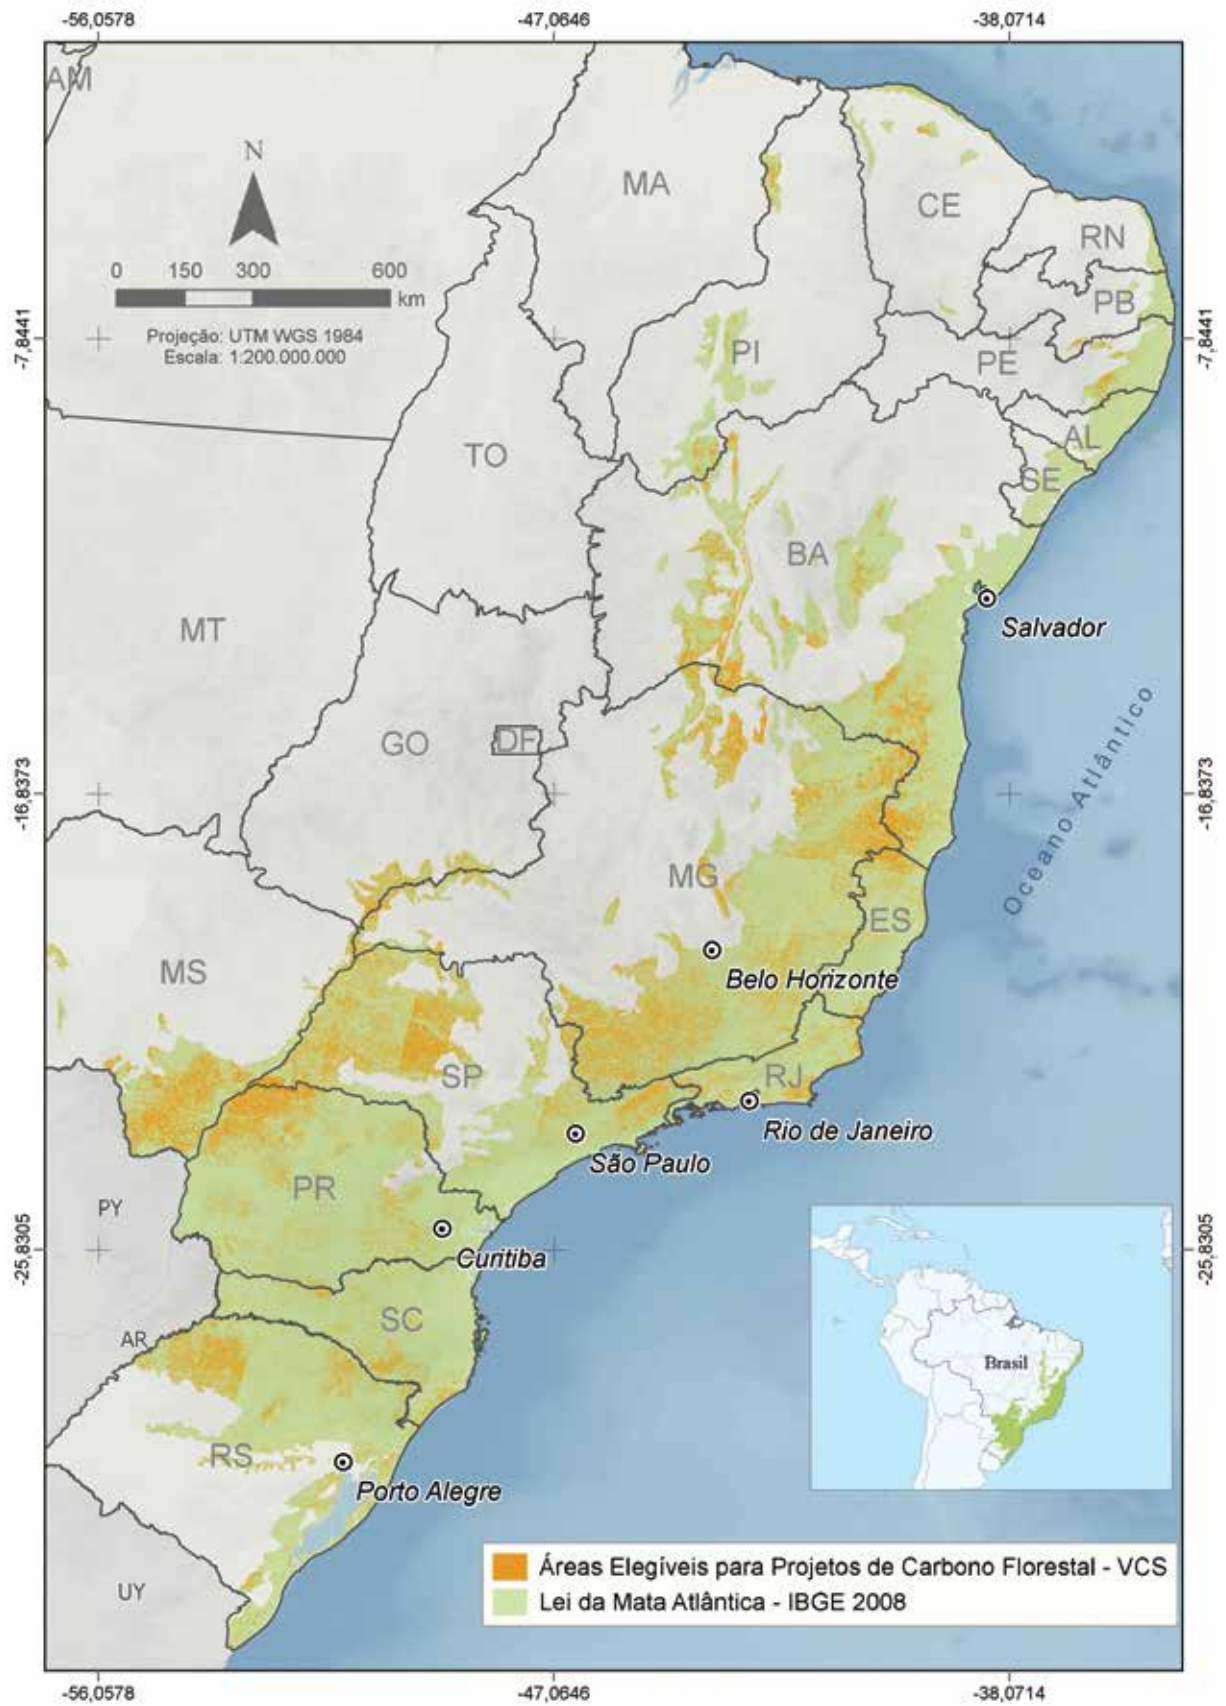 -56,0578
-47,0646
-38,0714
AM
N
MA
CE
RN
0 150 300 600
km
PB
Projeção: UTM WGS 1984
Escala: 1:200.000.000
-7,8441
-7,8441
PI
PE
TO
AL
SE
BA
Salvador
MT
GO
DF
Oceano Atlântico
-16,8373
-16,8373
MG
ES
MS
Belo Horizonte
SP
RJ
Rio de Janeiro
São Paulo
PR
PY
Curitiba
-25,8305
-25,8305
SC
AR
Brasil
RS
Porto Alegre
UY
Áreas Elegíveis para Projetos de Carbono Florestal - VCS
Lei da Mata Atlântica - IBGE 2008
-56,0578
-47,0646
-38,0714